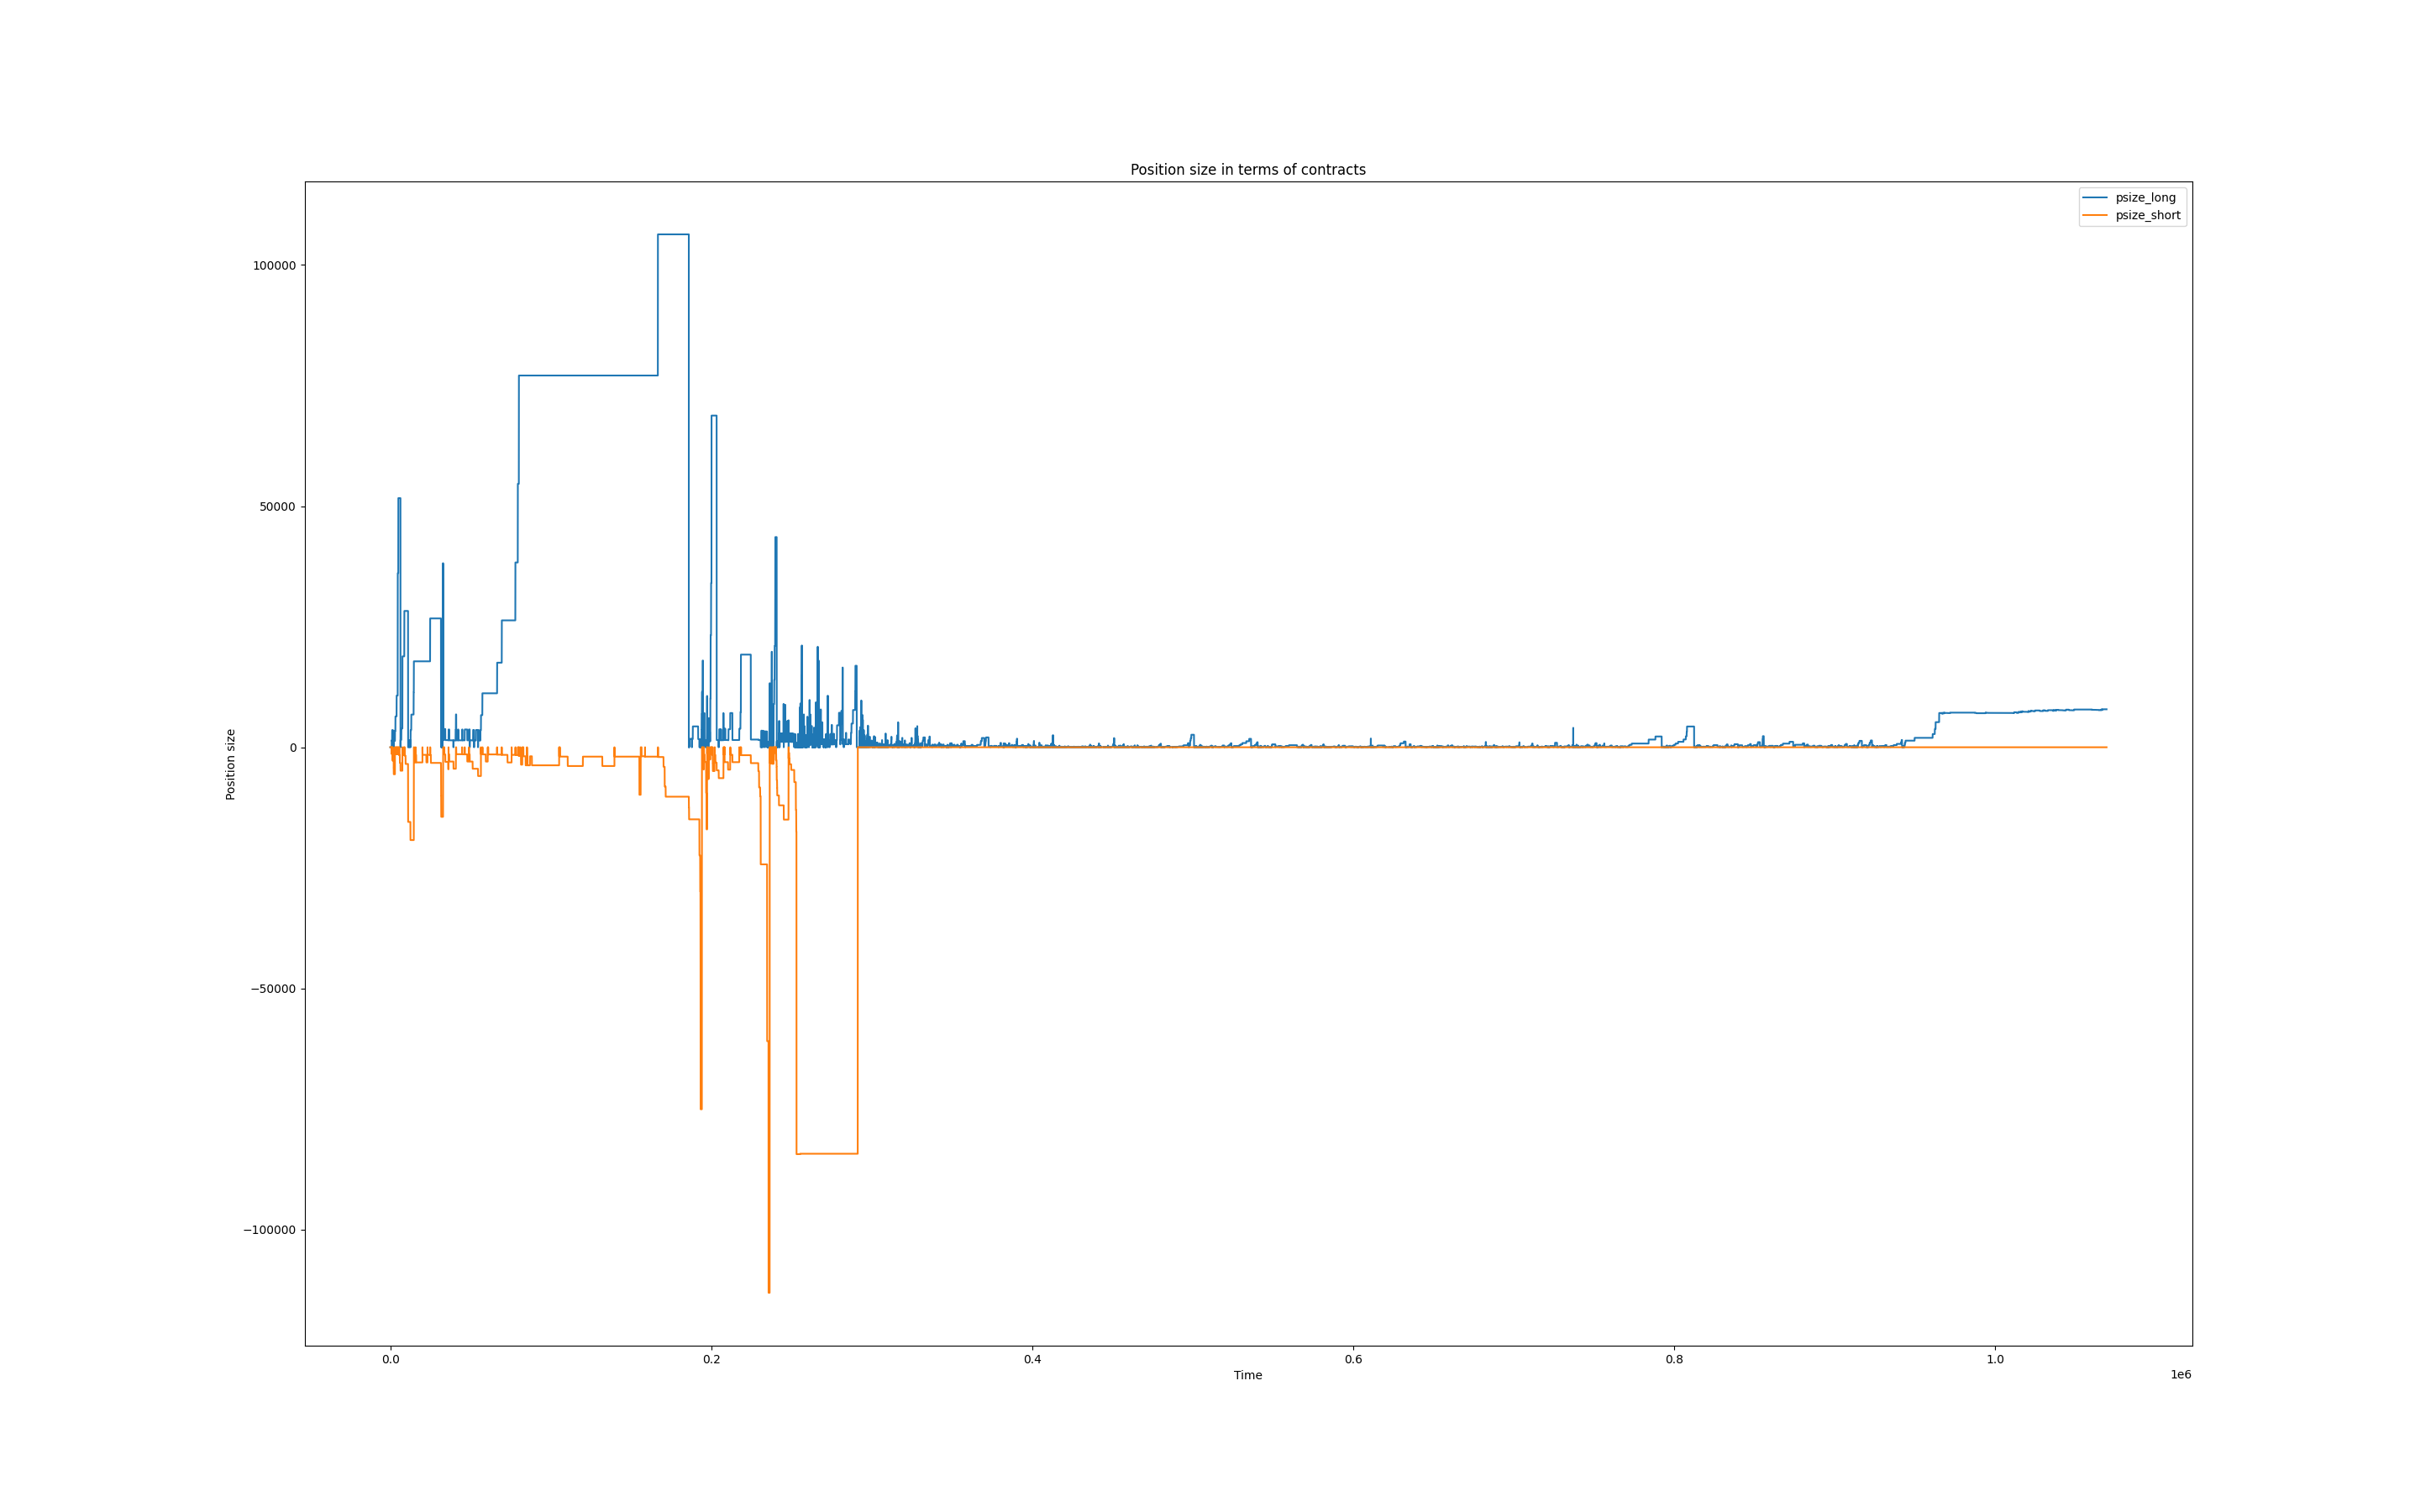 Position size in terms of contracts
psize_long
psize_short
100000
50000
0
−50000
−100000
Position size
0.0
0.2
0.4
0.6
0.8
1.0
Time
1e6